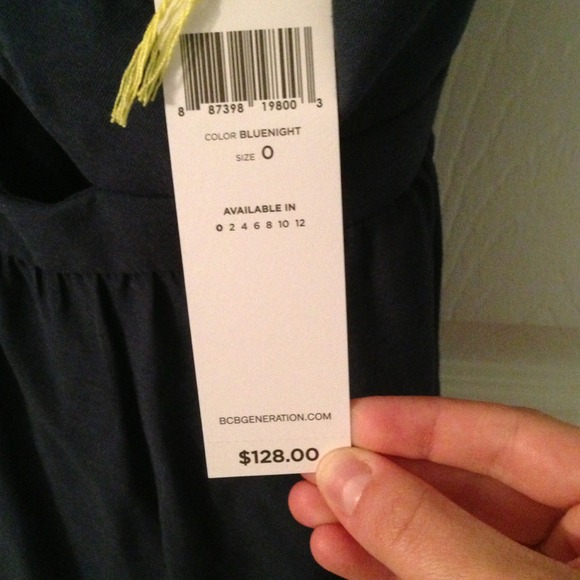 8 87398 19800 3
COLOR BLUENIGHT
SIZE 0
AVAILABLE IN
0 2 4 6 8 10 12
BCBGENERATION.COM
$128.00